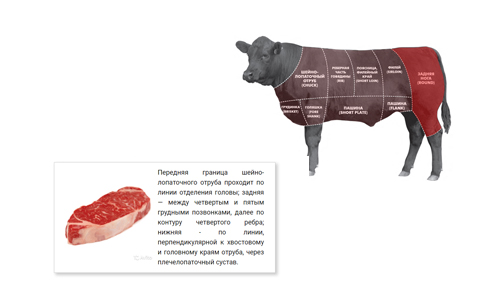 ШЕЙНО-
ЛОПАТОЧНЫЙ
ОТРУБ
(CHUCK)
РЕБЕРНАЯ
ЧАСТЬ
ГОВЯДИНЫ
(RIB)
ПОЯСНИЦА,
ФИЛЕЙНЫЙ
КРАЙ
(SHORT LOIN)
ФИЛЕЙ
(SIRLOIN)
ЗАДНЯЯ
НОГА
(ROUND)
ГРУДИНКА
(BRISKET)
ГОЛЯШКА
(FORE
SHANK)
ПАШИНА
(SHORT PLATE)
ПАШИНА
(FLANK)
Передняя граница шейно-
лопаточного отруба проходит по
линии отделения головы; задняя
— между четвертым и пятым
грудными позвонками, далее по
контуру четвертого ребра;
нижняя - по линии,
перпендикулярной к хвостовому
и головному краям отруба, через
плечелопаточный сустав.